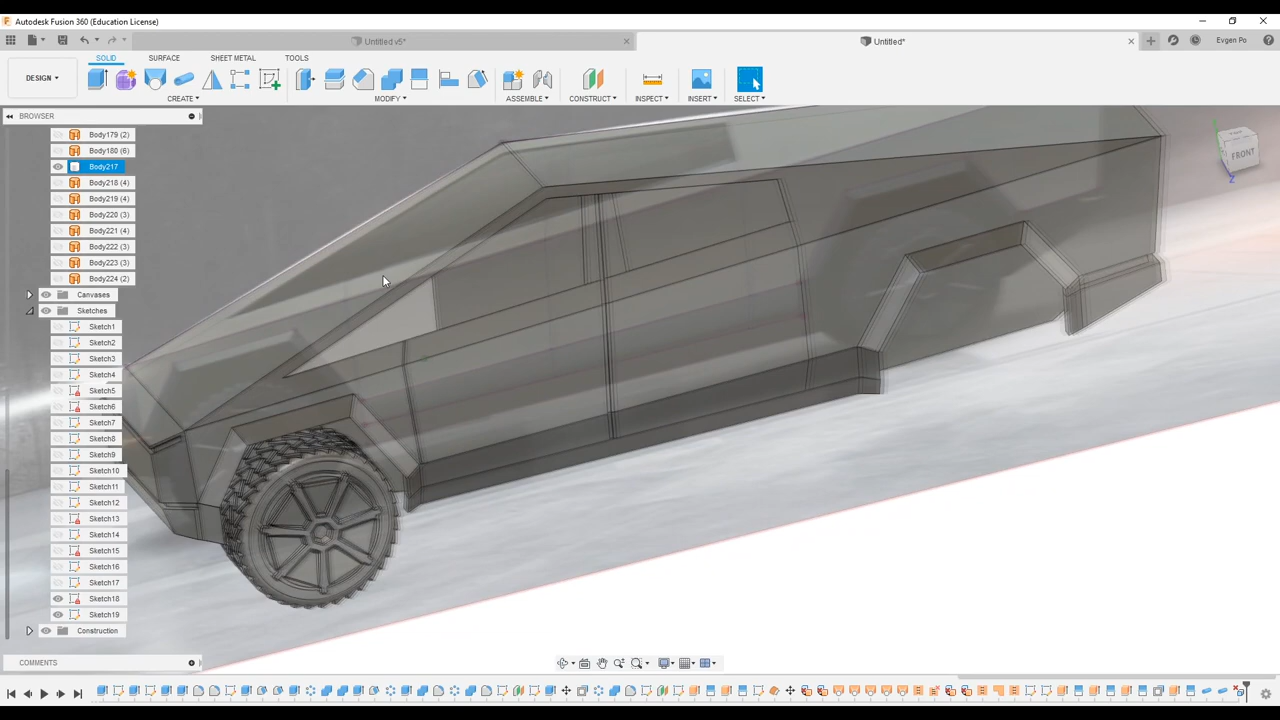 Autodesk Fusion 360 (Education License)
Untitled v5*
Untitled*
Evgen Po
SOLID SURFACE SHEET METAL TOOLS
DESIGN
CREATE MODIFY ASSEMBLE CONSTRUCT INSPECT INSERT SELECT
BROWSER
Body179 (2)
Body180 (6)
Body217
Body218 (4)
Body219 (4)
Body220 (3)
Body221 (4)
Body222 (3)
Body223 (3)
Body224 (2)
Canvases
Sketches
Sketch1
Sketch2
Sketch3
Sketch4
Sketch5
Sketch6
Sketch7
Sketch8
Sketch9
Sketch10
Sketch11
Sketch12
Sketch13
Sketch14
Sketch15
Sketch16
Sketch17
Sketch18
Sketch19
Construction
COMMENTS
FRONT
Z